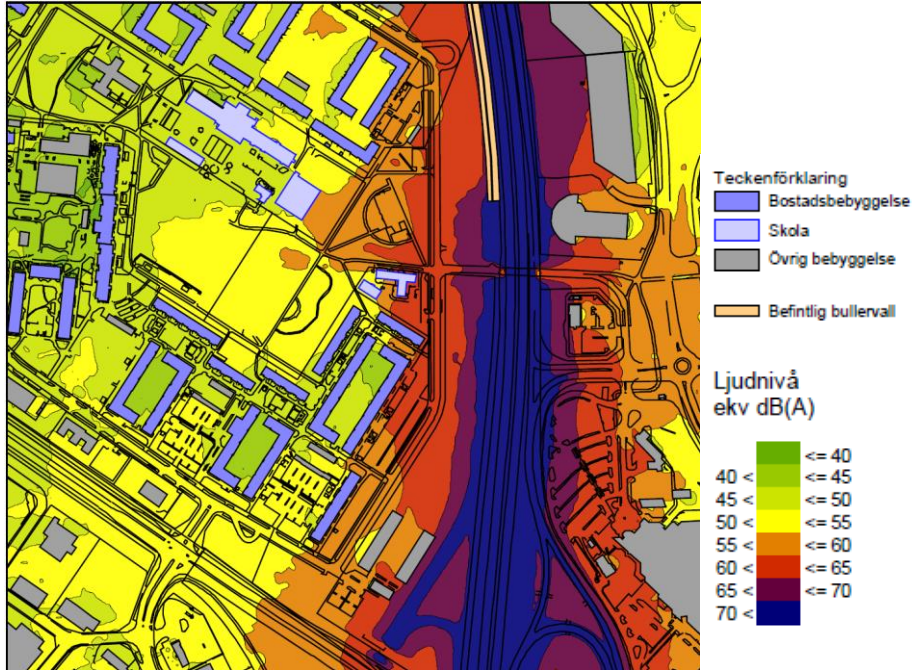 Teckenförklaring
Bostadsbebyggelse
Skola
Övrig bebyggelse
Befintlig bullervall
Ljudnivå
ekv dB(A)
<= 40
40 < <= 45
45 < <= 50
50 < <= 55
55 < <= 60
60 < <= 65
65 < <= 70
70 <